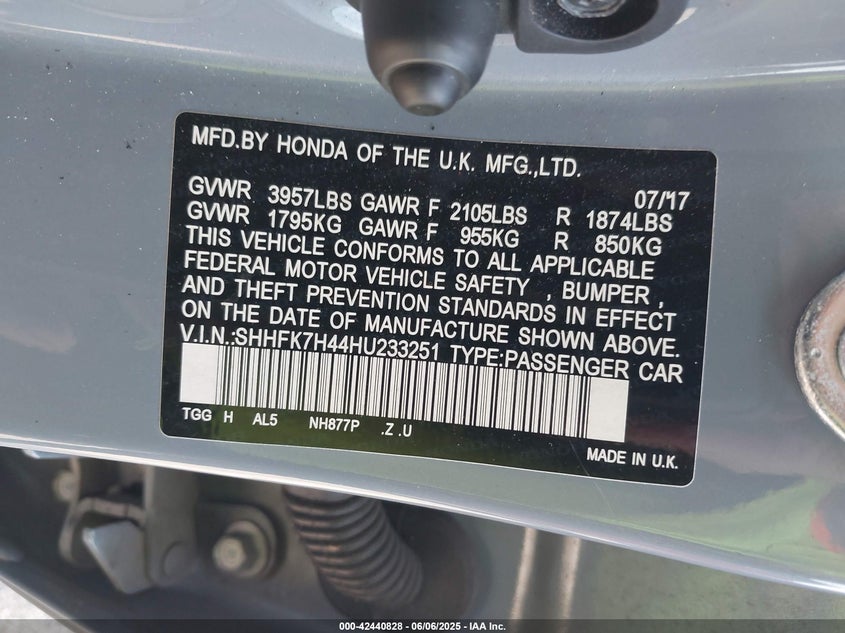 MFD.BY HONDA OF THE U.K. MFG.,LTD.
07/17
GVWR 3957LBS GAWR F 2105LBS R 1874LBS
GVWR 1795KG GAWR F 955KG R 850KG
THIS VEHICLE CONFORMS TO ALL APPLICABLE
FEDERAL MOTOR VEHICLE SAFETY , BUMPER ,
AND THEFT PREVENTION STANDARDS IN EFFECT
ON THE DATE OF MANUFACTURE SHOWN ABOVE.
V.I.N.:SHHFK7H44HU233251 TYPE:PASSENGER CAR
TGG H AL5 NH877P .Z .U
MADE IN U.K.
000-42440828 - 06/06/2025 - IAA Inc.